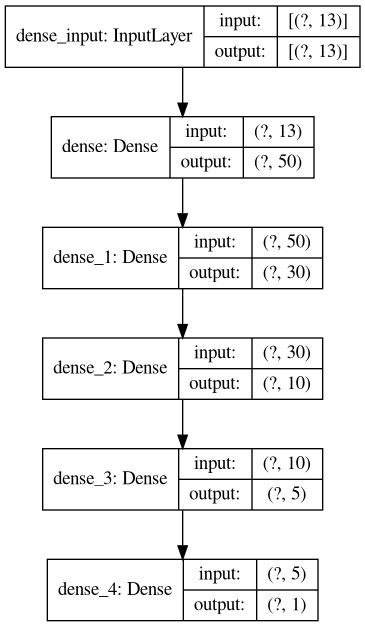 dense_input: InputLayer
input: [(?, 13)]
output: [(?, 13)]
dense: Dense
input: (?, 13)
output: (?, 50)
dense_1: Dense
input: (?, 50)
output: (?, 30)
dense_2: Dense
input: (?, 30)
output: (?, 10)
dense_3: Dense
input: (?, 10)
output: (?, 5)
dense_4: Dense
input: (?, 5)
output: (?, 1)